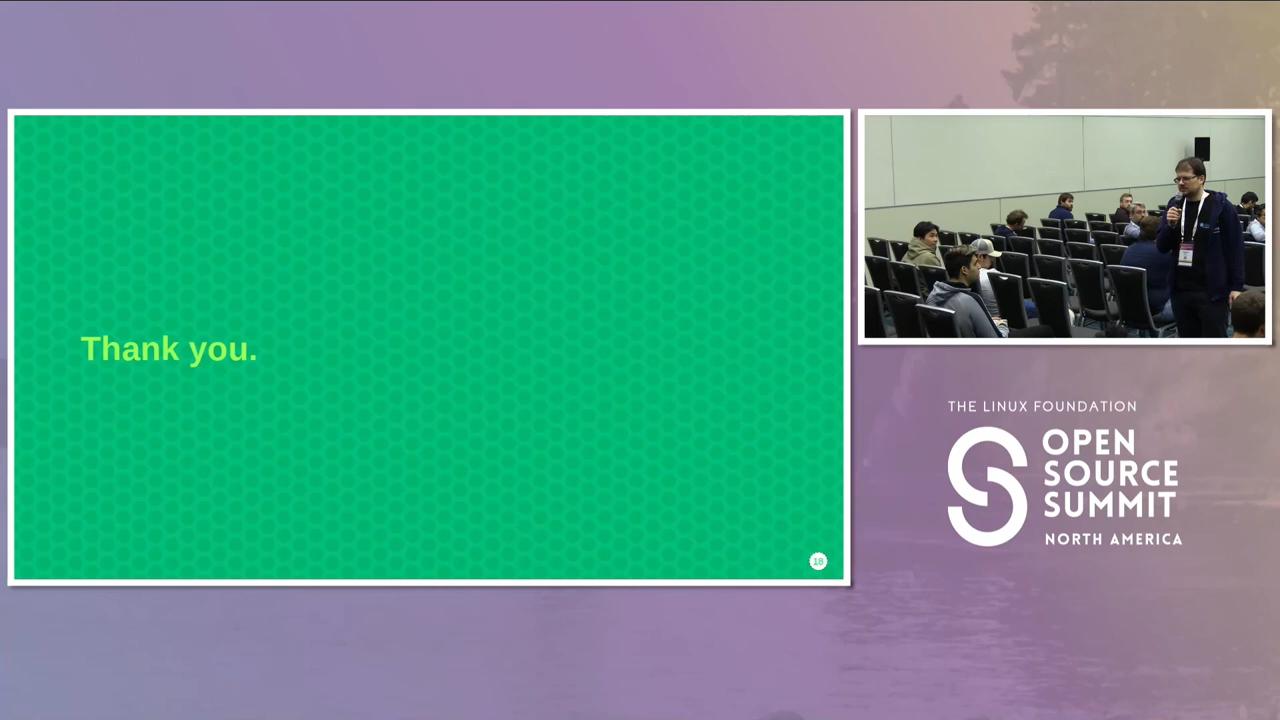 Thank you.
18
THE LINUX FOUNDATION
OPEN
SOURCE
SUMMIT
NORTH AMERICA